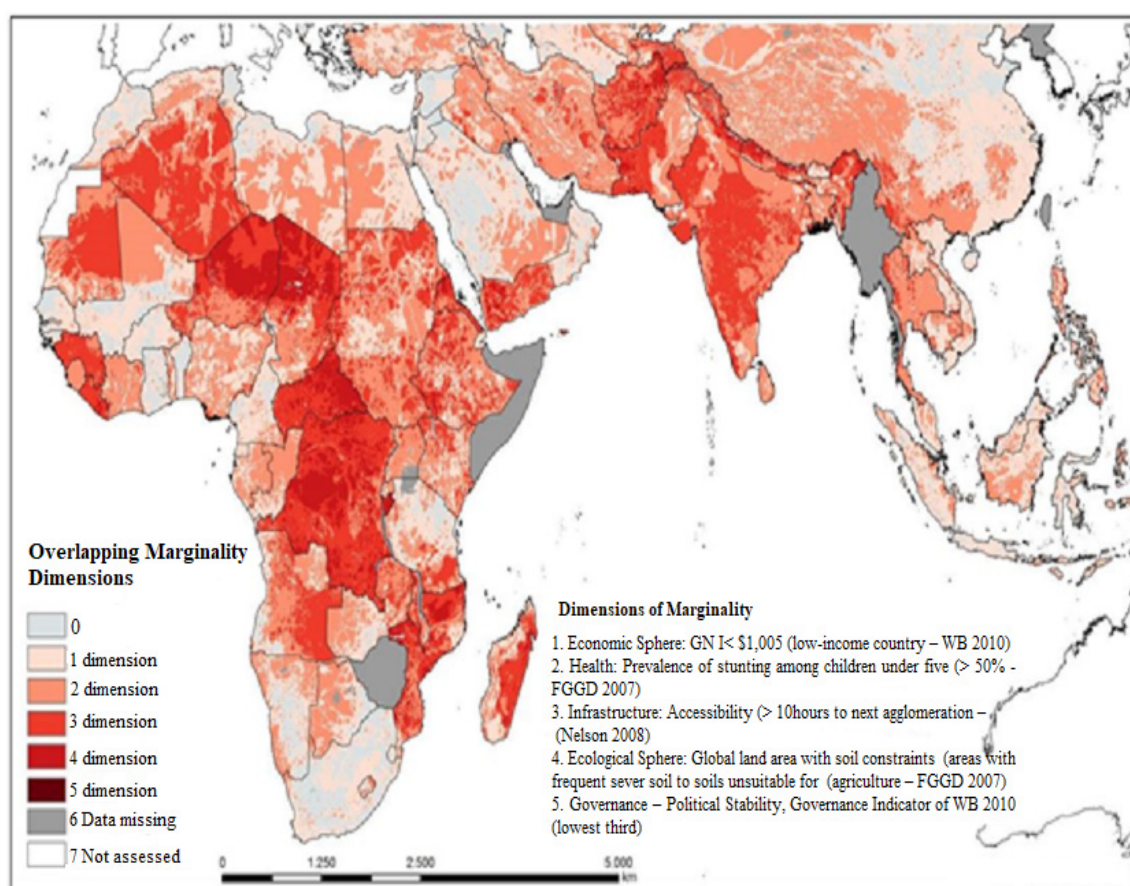 Overlapping Marginality
Dimensions
0
1 dimension
2 dimension
3 dimension
4 dimension
5 dimension
6 Data missing
7 Not assessed
Dimensions of Marginality
1. Economic Sphere: GN I< $1,005 (low-income country – WB 2010)
2. Health: Prevalence of stunting among children under five (> 50% -
FGGD 2007)
3. Infrastructure: Accessibility (> 10hours to next agglomeration –
(Nelson 2008)
4. Ecological Sphere: Global land area with soil constraints (areas with
frequent sever soil to soils unsuitable for (agriculture – FGGD 2007)
5. Governance – Political Stability, Governance Indicator of WB 2010
(lowest third)
0 1 250 2 500 5 000
km